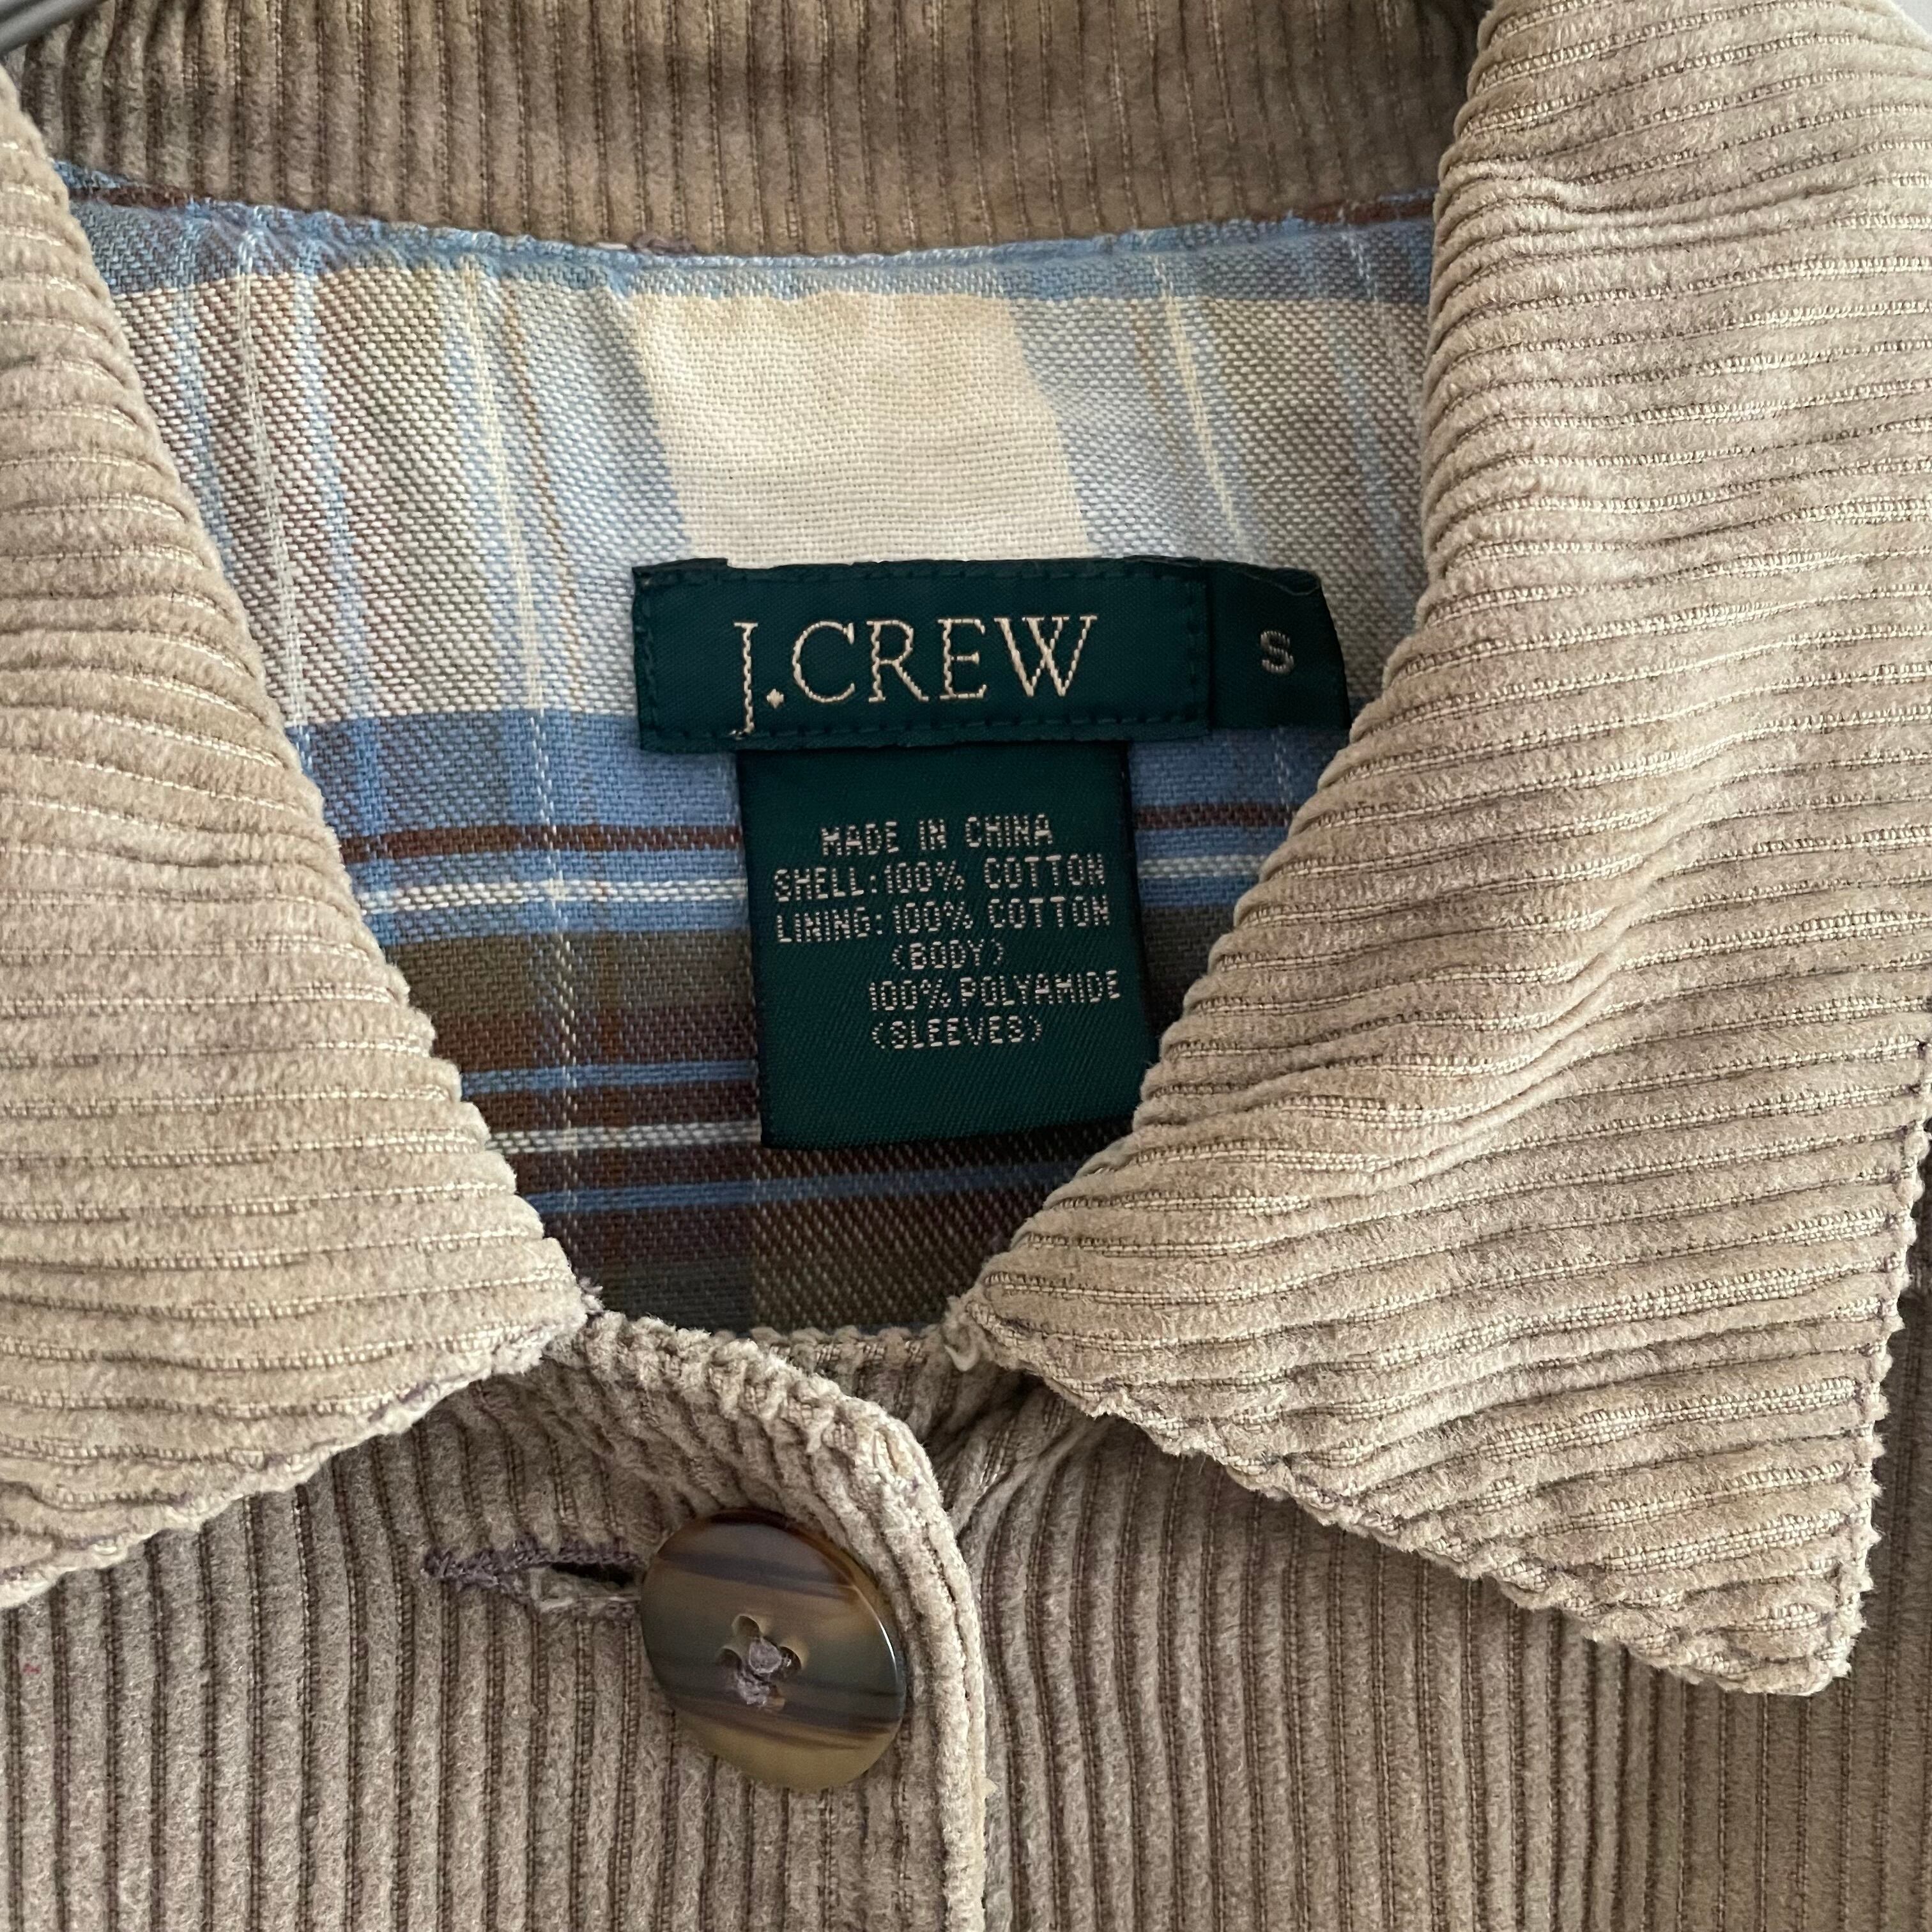 J.CREW S
MADE IN CHINA
SHELL:100% COTTON
LINING:100% COTTON
(BODY)
100% POLYAMIDE
(SLEEVES)